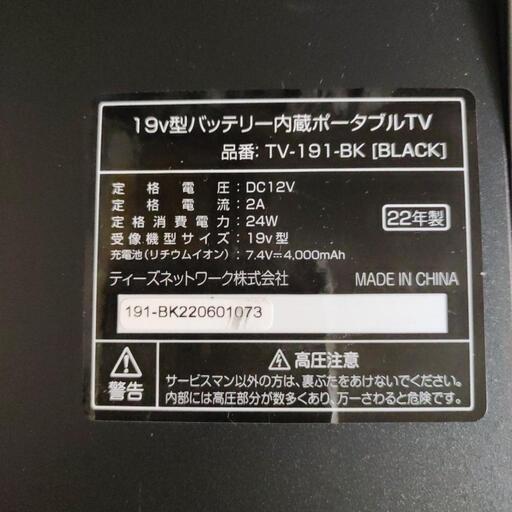 19v型バッテリー内蔵ポータブルTV
品番: TV-191-BK [BLACK]
定格電圧: DC12V
定格電流: 2A
定格消費電力: 24W
受像機型サイズ: 19v型
充電池(リチウムイオン): 7.4V⎓4,000mAh
22年製
ティーズネットワーク株式会社 MADE IN CHINA
191-BK220601073
警告
高圧注意
サービスマン以外の方は、裏ぶたをあけないでください。
内部には高圧部分が数多くあり、万一さわると危険です。